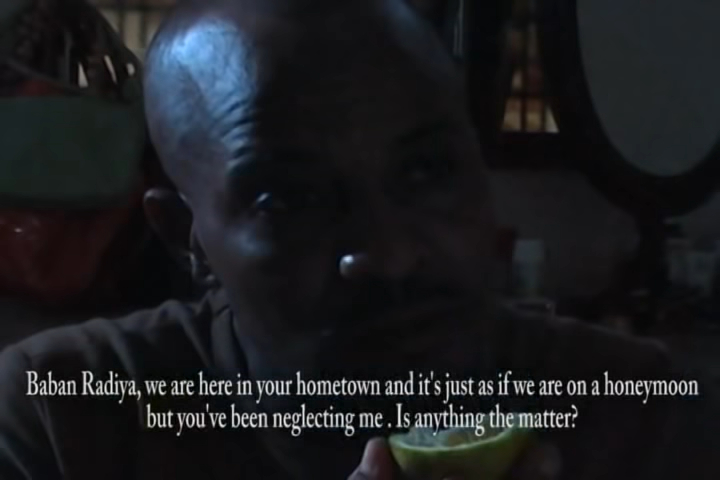 Baban Radiya, we are here in your hometown and it's just as if we are on a honeymoon
but you've been neglecting me . Is anything the matter?